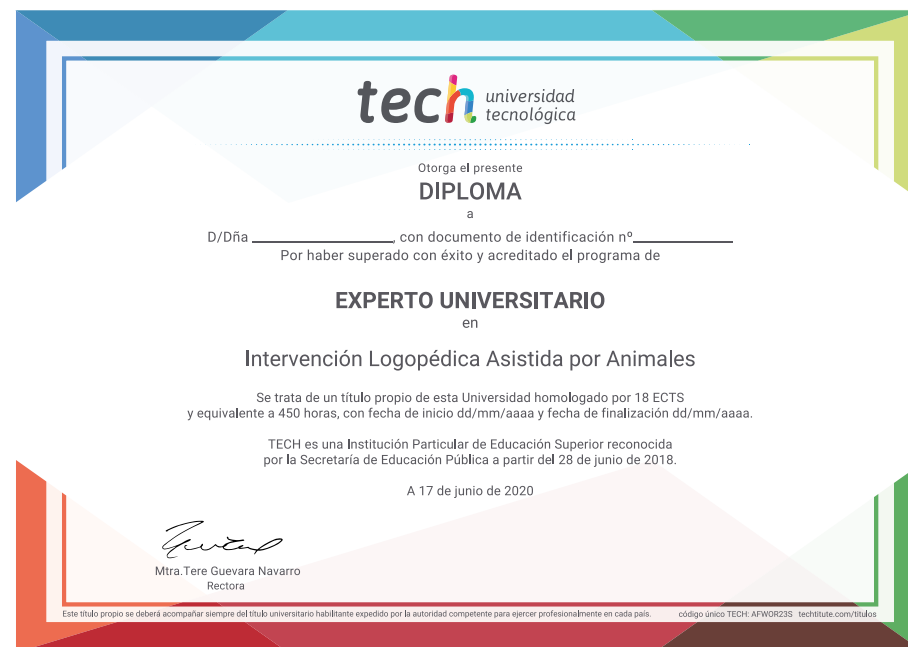 tech universidad
tecnológica
Otorga el presente
DIPLOMA
a
D/Dña ____________________, con documento de identificación nº______________
Por haber superado con éxito y acreditado el programa de
EXPERTO UNIVERSITARIO
en
Intervención Logopédica Asistida por Animales
Se trata de un título propio de esta Universidad homologado por 18 ECTS
y equivalente a 450 horas, con fecha de inicio dd/mm/aaaa y fecha de finalización dd/mm/aaaa.
TECH es una Institución Particular de Educación Superior reconocida
por la Secretaría de Educación Pública a partir del 28 de junio de 2018.
A 17 de junio de 2020
Mtra.Tere Guevara Navarro
Rectora
Este título propio se deberá acompañar siempre del título universitario habilitante expedido por la autoridad competente para ejercer profesionalmente en cada país. código único TECH: AFWOR23S techtitute.com/titulos